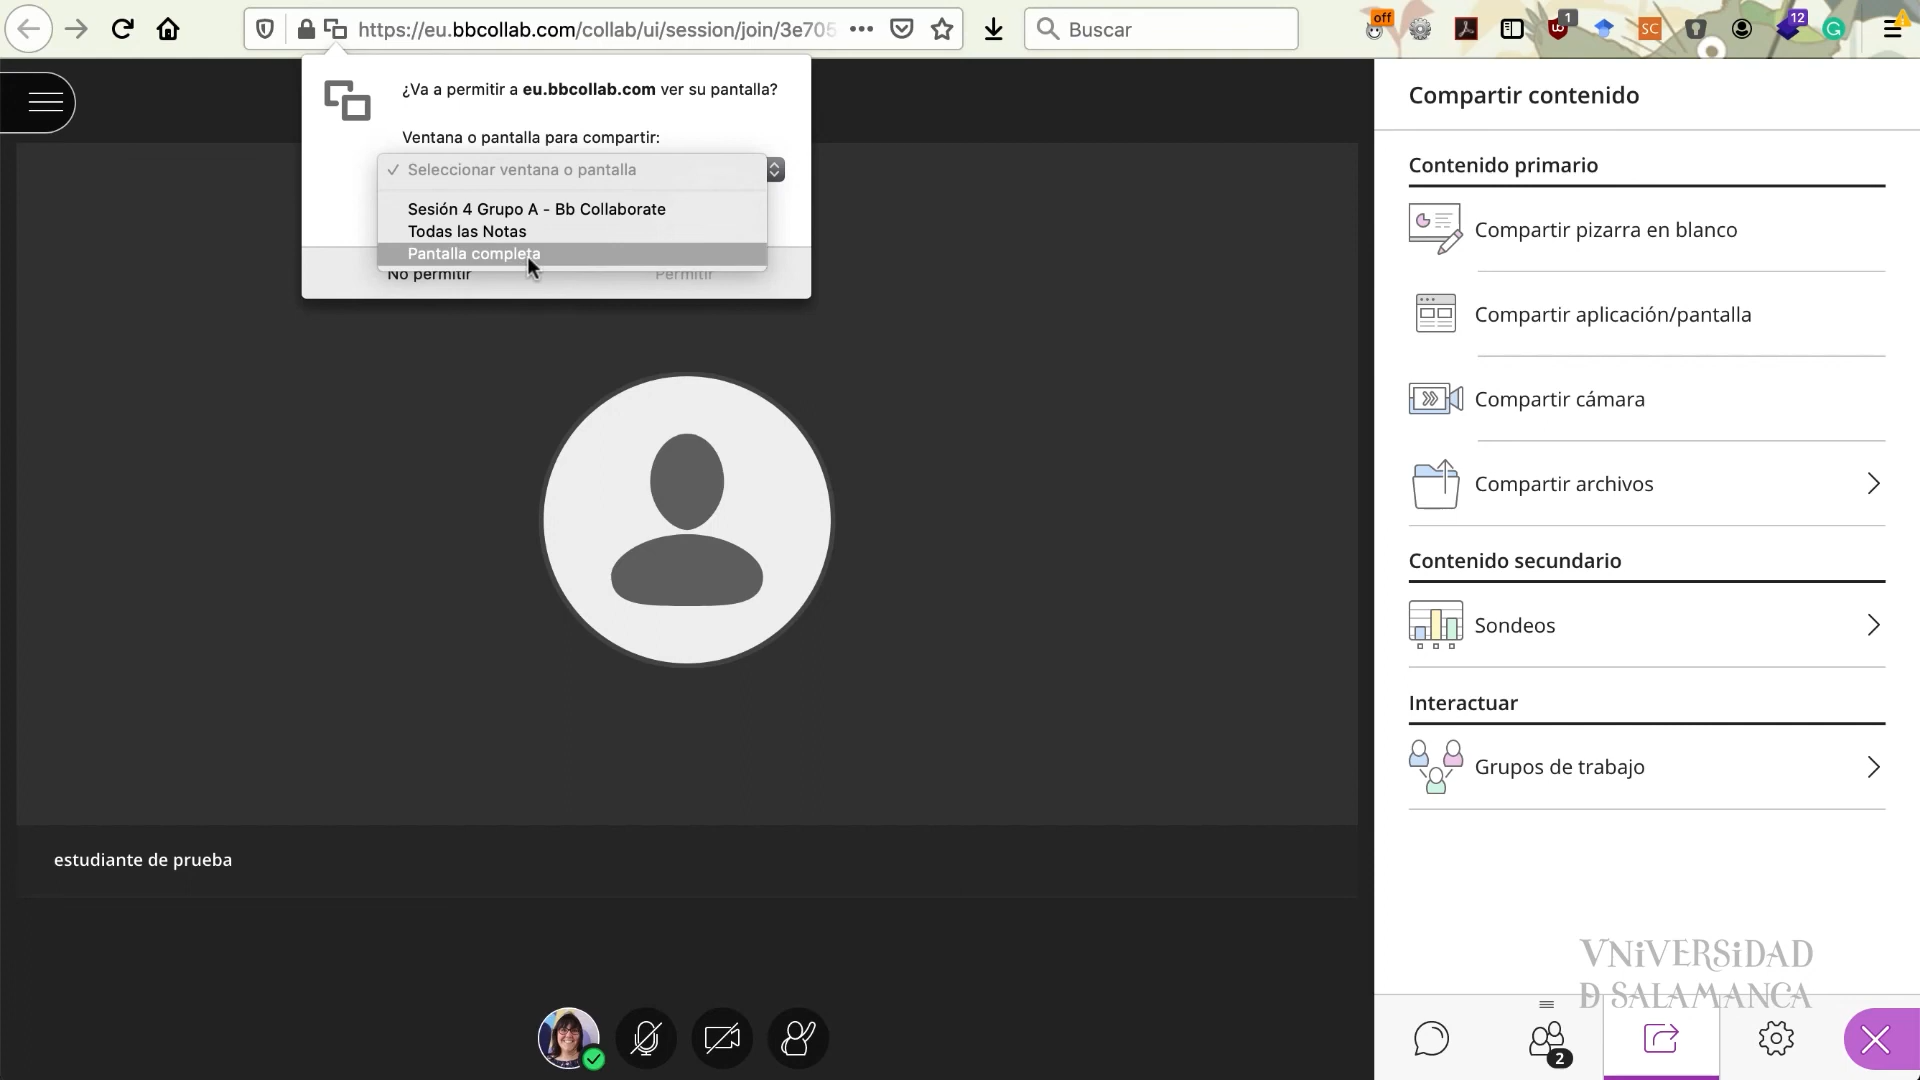 off
1
12
https://eu.bbcollab.com/collab/ui/session/join/3e705
Buscar
SC
¿Va a permitir a eu.bbcollab.com ver su pantalla?
Ventana o pantalla para compartir:
Seleccionar ventana o pantalla
Sesión 4 Grupo A - Bb Collaborate
Todas las Notas
Pantalla completa
No permitir
Permitir
estudiante de prueba
Compartir contenido
Contenido primario
Compartir pizarra en blanco
Compartir aplicación/pantalla
Compartir cámara
Compartir archivos
Contenido secundario
Sondeos
Interactuar
Grupos de trabajo
VNiVERSiDAD
D SALAMANCA
2